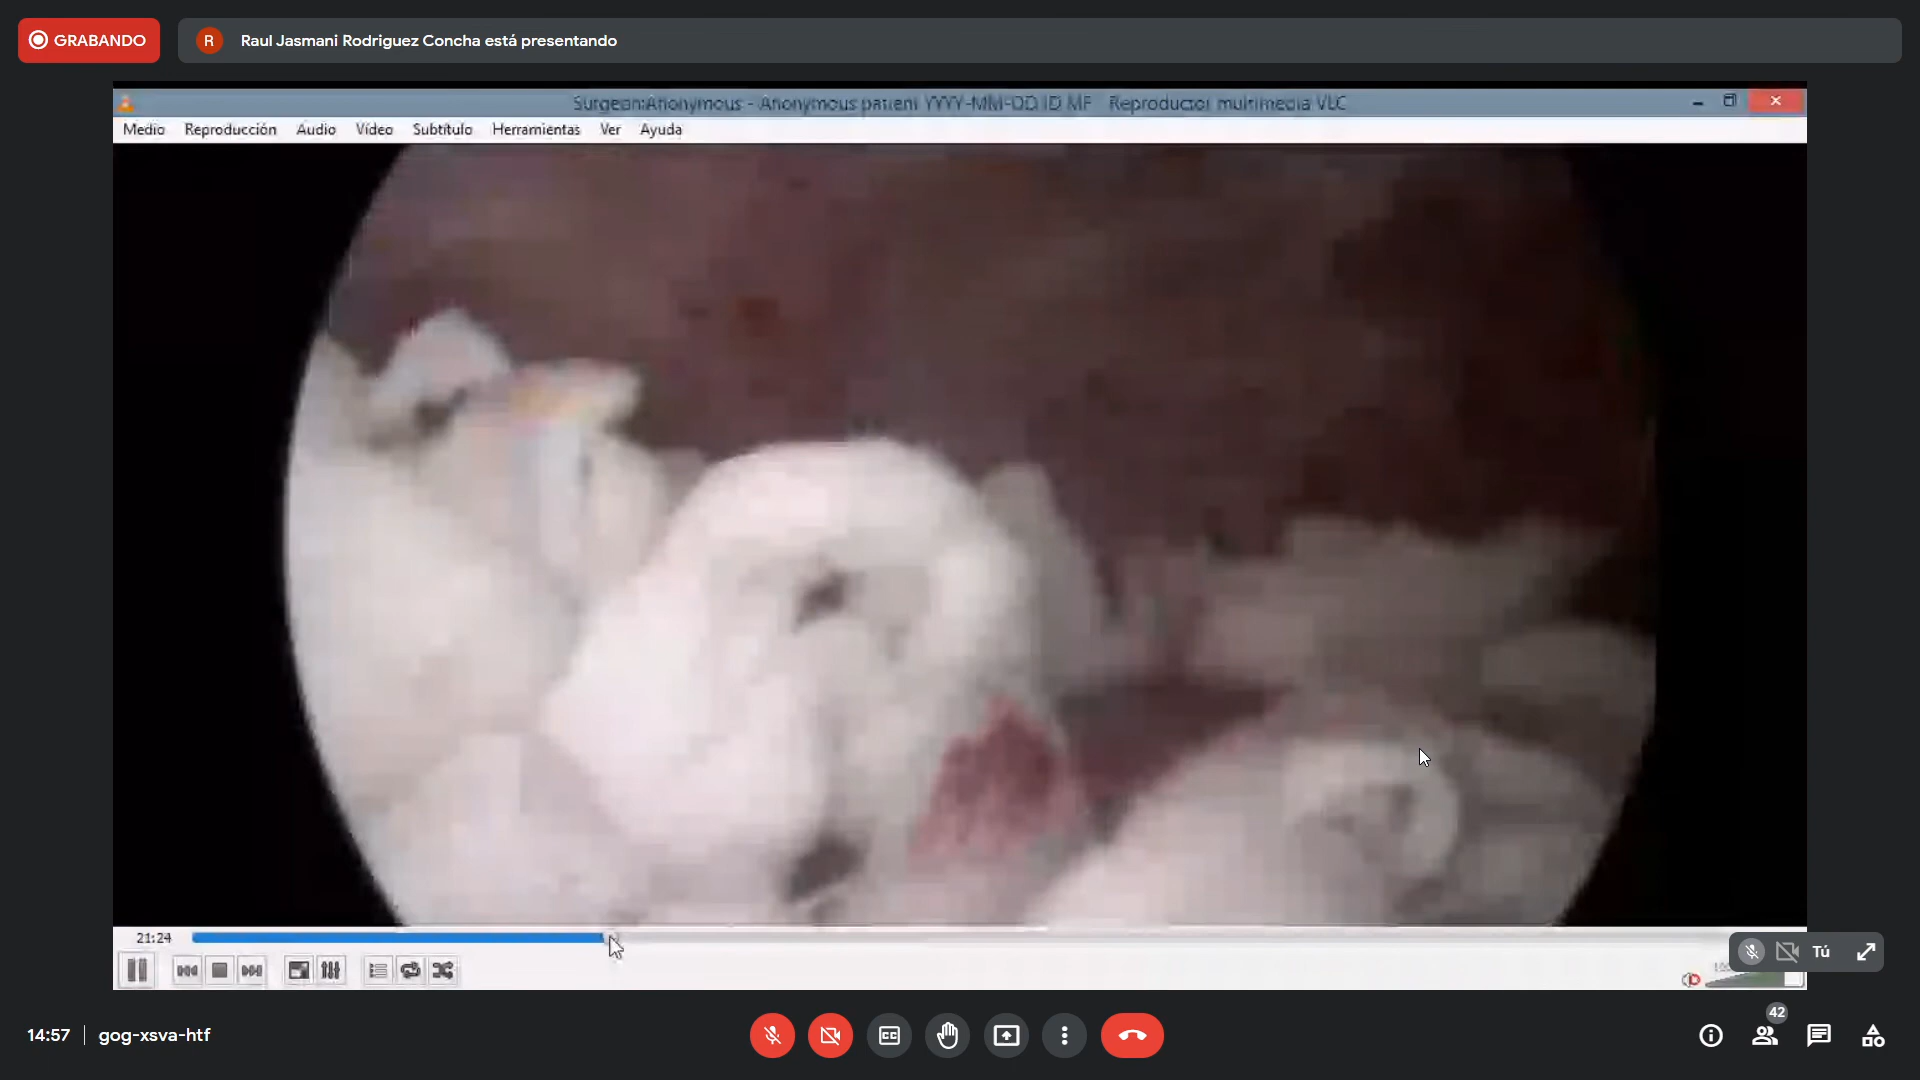 GRABANDO
R
Raul Jasmani Rodriguez Concha está presentando
Surgeon:Anonymous - Anonymous patient YYYY-MM-DD ID MF Reproductor multimedia VLC
Medio Reproducción Audio Vídeo Subtítulo Herramientas Ver Ayuda
21:24
Tú
14:57 gog-xsva-htf
42